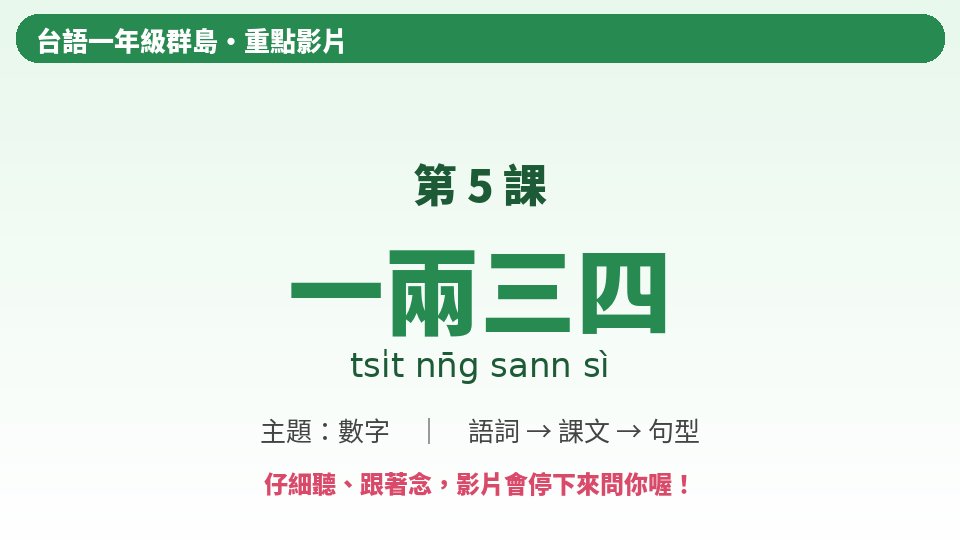 台語一年級群島・重點影片
第 5 課
一兩三四
tsi̍t nn̄g sann sì
主題：數字 ｜ 語詞 → 課文 → 句型
仔細聽、跟著念，影片會停下來問你喔！